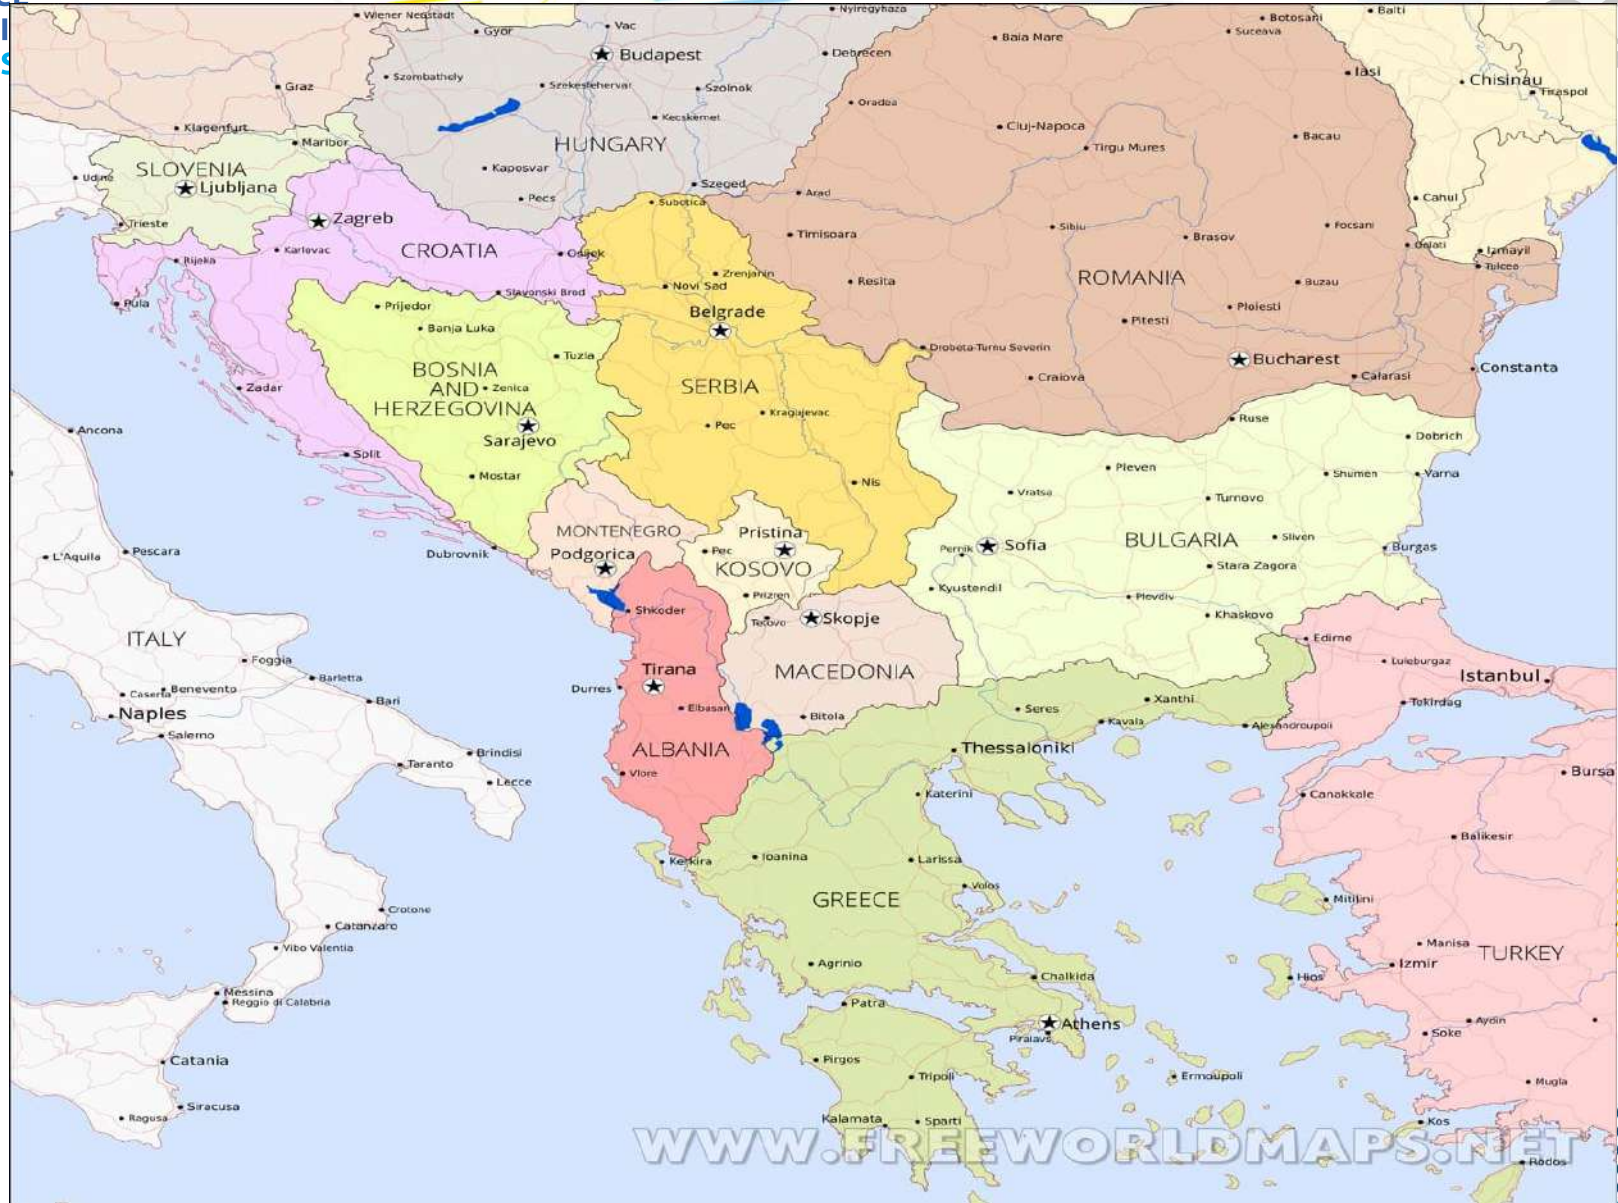 Wiener Neustadt
Nyiregyhaza
Botosani
Balti
Gyor
Vac
Baia Mare
Suceava
Budapest
Debrecen
Iasi
Chisinau
Tiraspol
Szombathely
Szekesfehervar
Szolnok
Graz
Oradea
Kecskemet
Cluj-Napoca
Bacau
Klagenfurt
Maribor
HUNGARY
Tirgu Mures
SLOVENIA
Kaposvar
Udine
Ljubljana
Szeged
Arad
Cahul
Pecs
Subotica
Trieste
Zagreb
Timisoara
Sibiu
Brasov
Focsani
Karlovac
CROATIA
Osijek
Galati
Izmayil
Rijeka
Tulcea
Zrenjanin
Novi Sad
Resita
ROMANIA
Buzau
Slavonski Brod
Pula
Prijedor
Belgrade
Ploiesti
Banja Luka
Pitesti
Tuzla
Drobeta-Turnu Severin
Bucharest
BOSNIA
AND
HERZEGOVINA
Zenica
SERBIA
Craiova
Calarasi
Constanta
Zadar
Kragujevac
Pec
Ruse
Ancona
Sarajevo
Dobrich
Split
Mostar
Nis
Pleven
Shumen
Varna
Vratsa
Turnovo
MONTENEGRO
Pristina
Sofia
BULGARIA
Sliven
L'Aquila
Pescara
Dubrovnik
Podgorica
Pec
KOSOVO
Pernik
Burgas
Stara Zagora
Kyustendil
Prizren
Plovdiv
Shkoder
Tetovo
Skopje
Khaskovo
ITALY
Edirne
Foggia
Tirana
MACEDONIA
Luleburgaz
Istanbul
Barletta
Caserta
Benevento
Durres
Bari
Elbasan
Xanthi
Tekirdag
Naples
Bitola
Seres
Kavala
Alexandroupoli
Salerno
ALBANIA
Thessaloniki
Brindisi
Taranto
Vlore
Bursa
Lecce
Katerini
Canakkale
Balikesir
Kerkira
Ioanina
Larissa
Volos
GREECE
Mitilini
Crotone
Catanzaro
Vibo Valentia
Manisa
TURKEY
Agrinio
Izmir
Chalkida
Hios
Messina
Reggio di Calabria
Patra
Athens
Piraiavs
Aydin
Soke
Catania
Pirgos
Tripoli
Ermoupoli
Mugla
Siracusa
Ragusa
Kalamata
Sparti
Kos
WWW.FREEWORLDMAPS.NET
Rodos